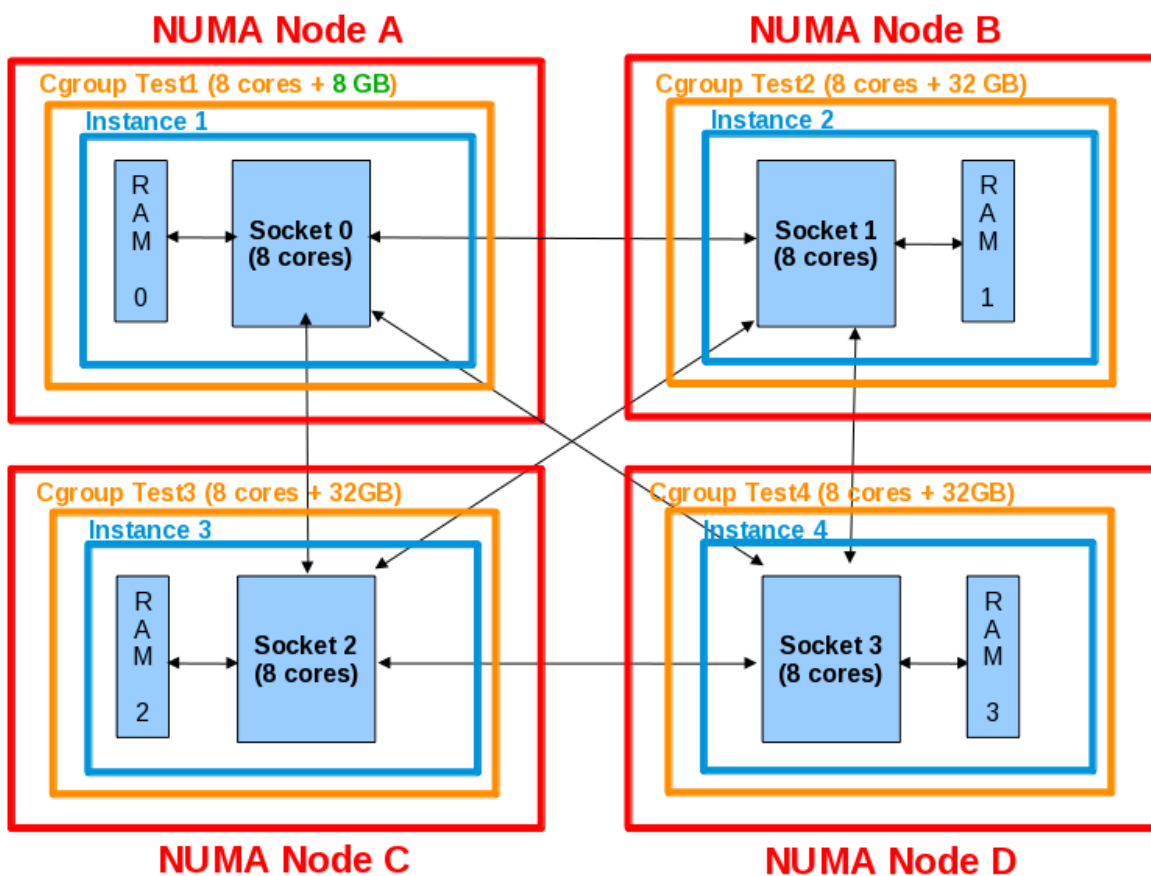 NUMA Node A
Cgroup Test1 (8 cores + 8 GB)
Instance 1
R
A
M
0
Socket 0
(8 cores)
NUMA Node B
Cgroup Test2 (8 cores + 32 GB)
Instance 2
Socket 1
(8 cores)
R
A
M
1
Cgroup Test3 (8 cores + 32GB)
Instance 3
R
A
M
2
Socket 2
(8 cores)
NUMA Node C
Cgroup Test4 (8 cores + 32GB)
Instance 4
Socket 3
(8 cores)
R
A
M
3
NUMA Node D